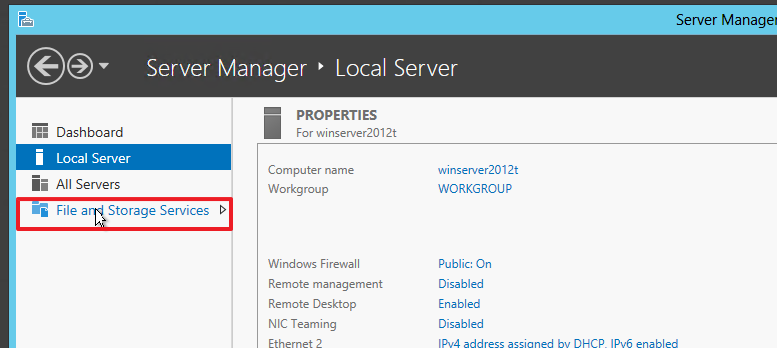 Server Manager
Server Manager ‣ Local Server
Dashboard
Local Server
All Servers
File and Storage Services
PROPERTIES
For winserver2012t
Computer name winserver2012t
Workgroup WORKGROUP
Windows Firewall Public: On
Remote management Disabled
Remote Desktop Enabled
NIC Teaming Disabled
Ethernet 2 IPv4 address assigned by DHCP, IPv6 enabled